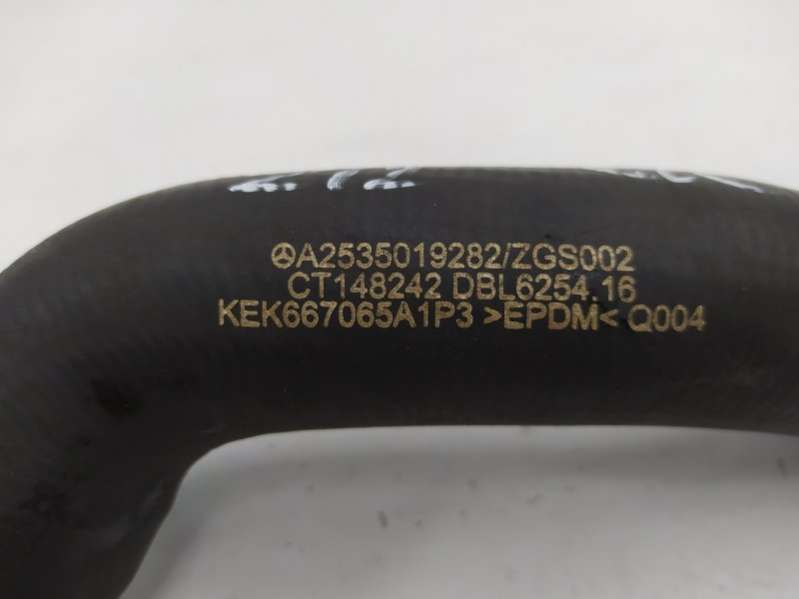 A2535019282/ZGS002
CT148242 DBL6254.16
KEK667065A1P3 >EPDM< Q004